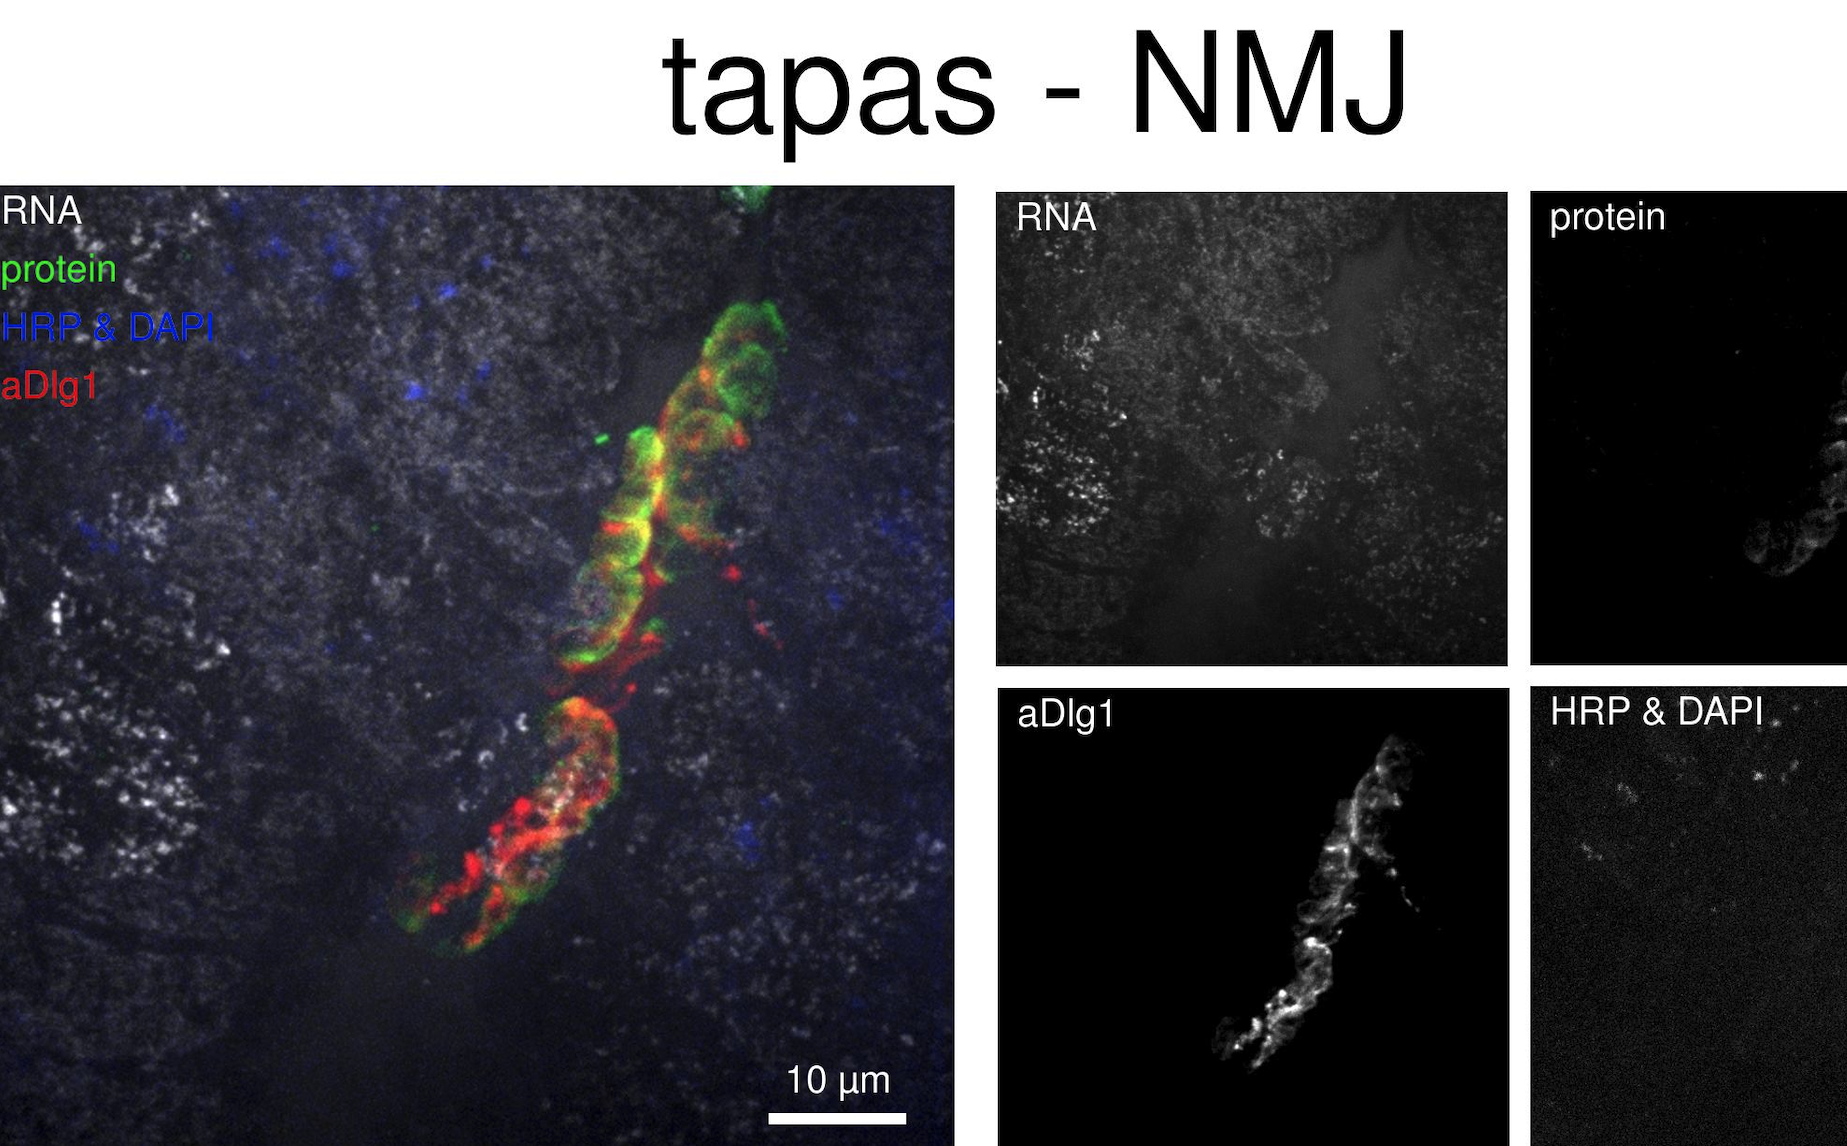 tapas - NMJ
RNA
protein
HRP & DAPI
aDlg1
10 µm
RNA
protein
aDlg1
HRP & DAPI